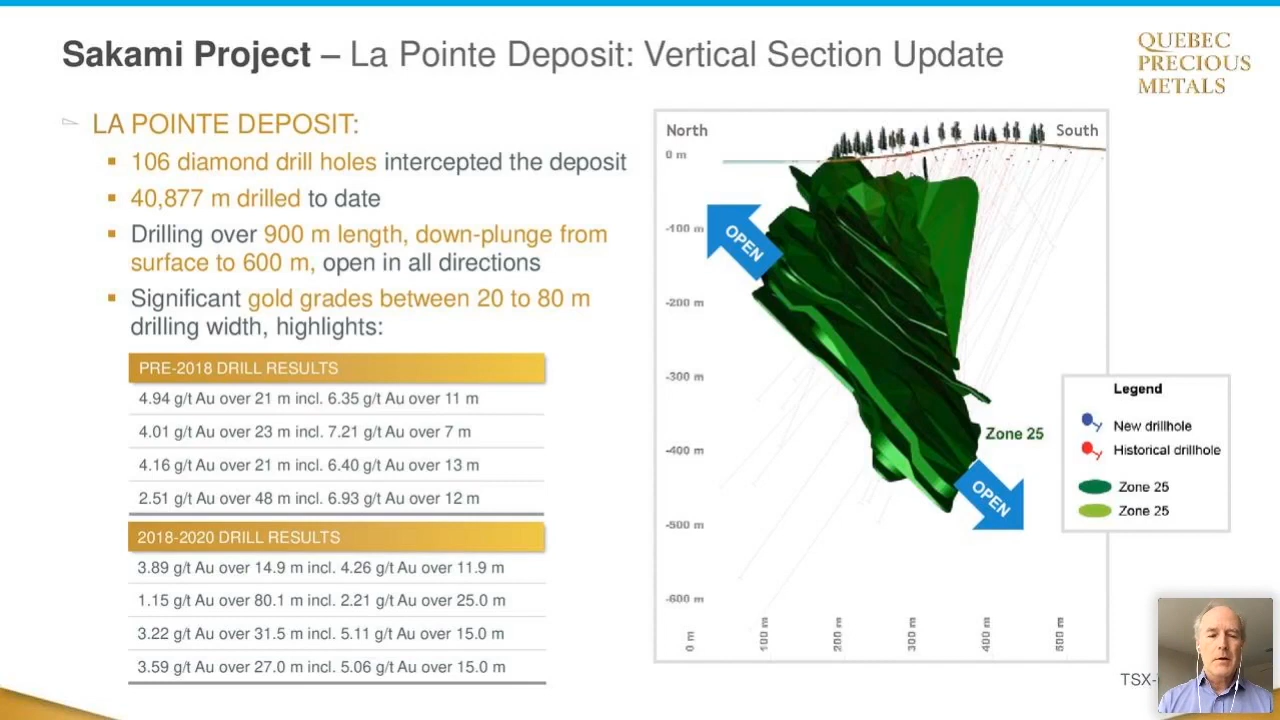 Sakami Project – La Pointe Deposit: Vertical Section Update
QUEBEC
PRECIOUS
METALS
LA POINTE DEPOSIT:
106 diamond drill holes intercepted the deposit
40,877 m drilled to date
Drilling over 900 m length, down-plunge from
surface to 600 m, open in all directions
Significant gold grades between 20 to 80 m
drilling width, highlights:
PRE-2018 DRILL RESULTS
4.94 g/t Au over 21 m incl. 6.35 g/t Au over 11 m
4.01 g/t Au over 23 m incl. 7.21 g/t Au over 7 m
4.16 g/t Au over 21 m incl. 6.40 g/t Au over 13 m
2.51 g/t Au over 48 m incl. 6.93 g/t Au over 12 m
2018-2020 DRILL RESULTS
3.89 g/t Au over 14.9 m incl. 4.26 g/t Au over 11.9 m
1.15 g/t Au over 80.1 m incl. 2.21 g/t Au over 25.0 m
3.22 g/t Au over 31.5 m incl. 5.11 g/t Au over 15.0 m
3.59 g/t Au over 27.0 m incl. 5.06 g/t Au over 15.0 m
North
South
0 m
-100 m
-200 m
-300 m
-400 m
-500 m
-600 m
OPEN
Zone 25
OPEN
0 m
100 m
200 m
300 m
400 m
500 m
Legend
New drillhole
Historical drillhole
Zone 25
Zone 25
TSX-